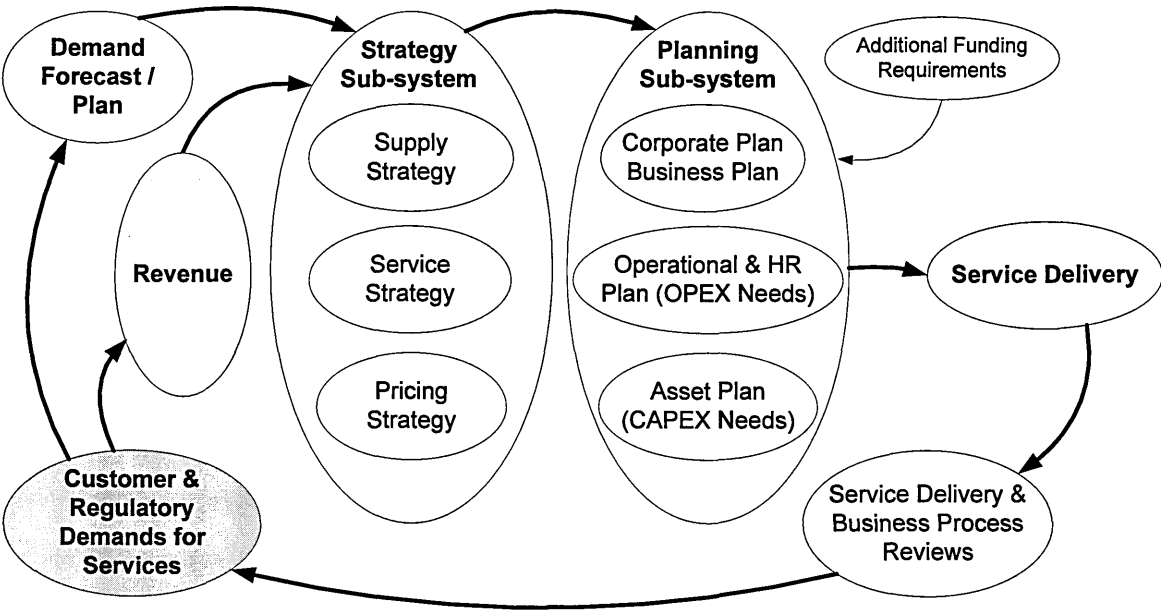 Demand
Forecast /
Plan
Strategy
Sub-system
Planning
Sub-system
Additional Funding
Requirements
Supply
Strategy
Corporate Plan
Business Plan
Revenue
Service
Strategy
Operational & HR
Plan (OPEX Needs)
Service Delivery
Pricing
Strategy
Asset Plan
(CAPEX Needs)
Customer &
Regulatory
Demands for
Services
Service Delivery &
Business Process
Reviews